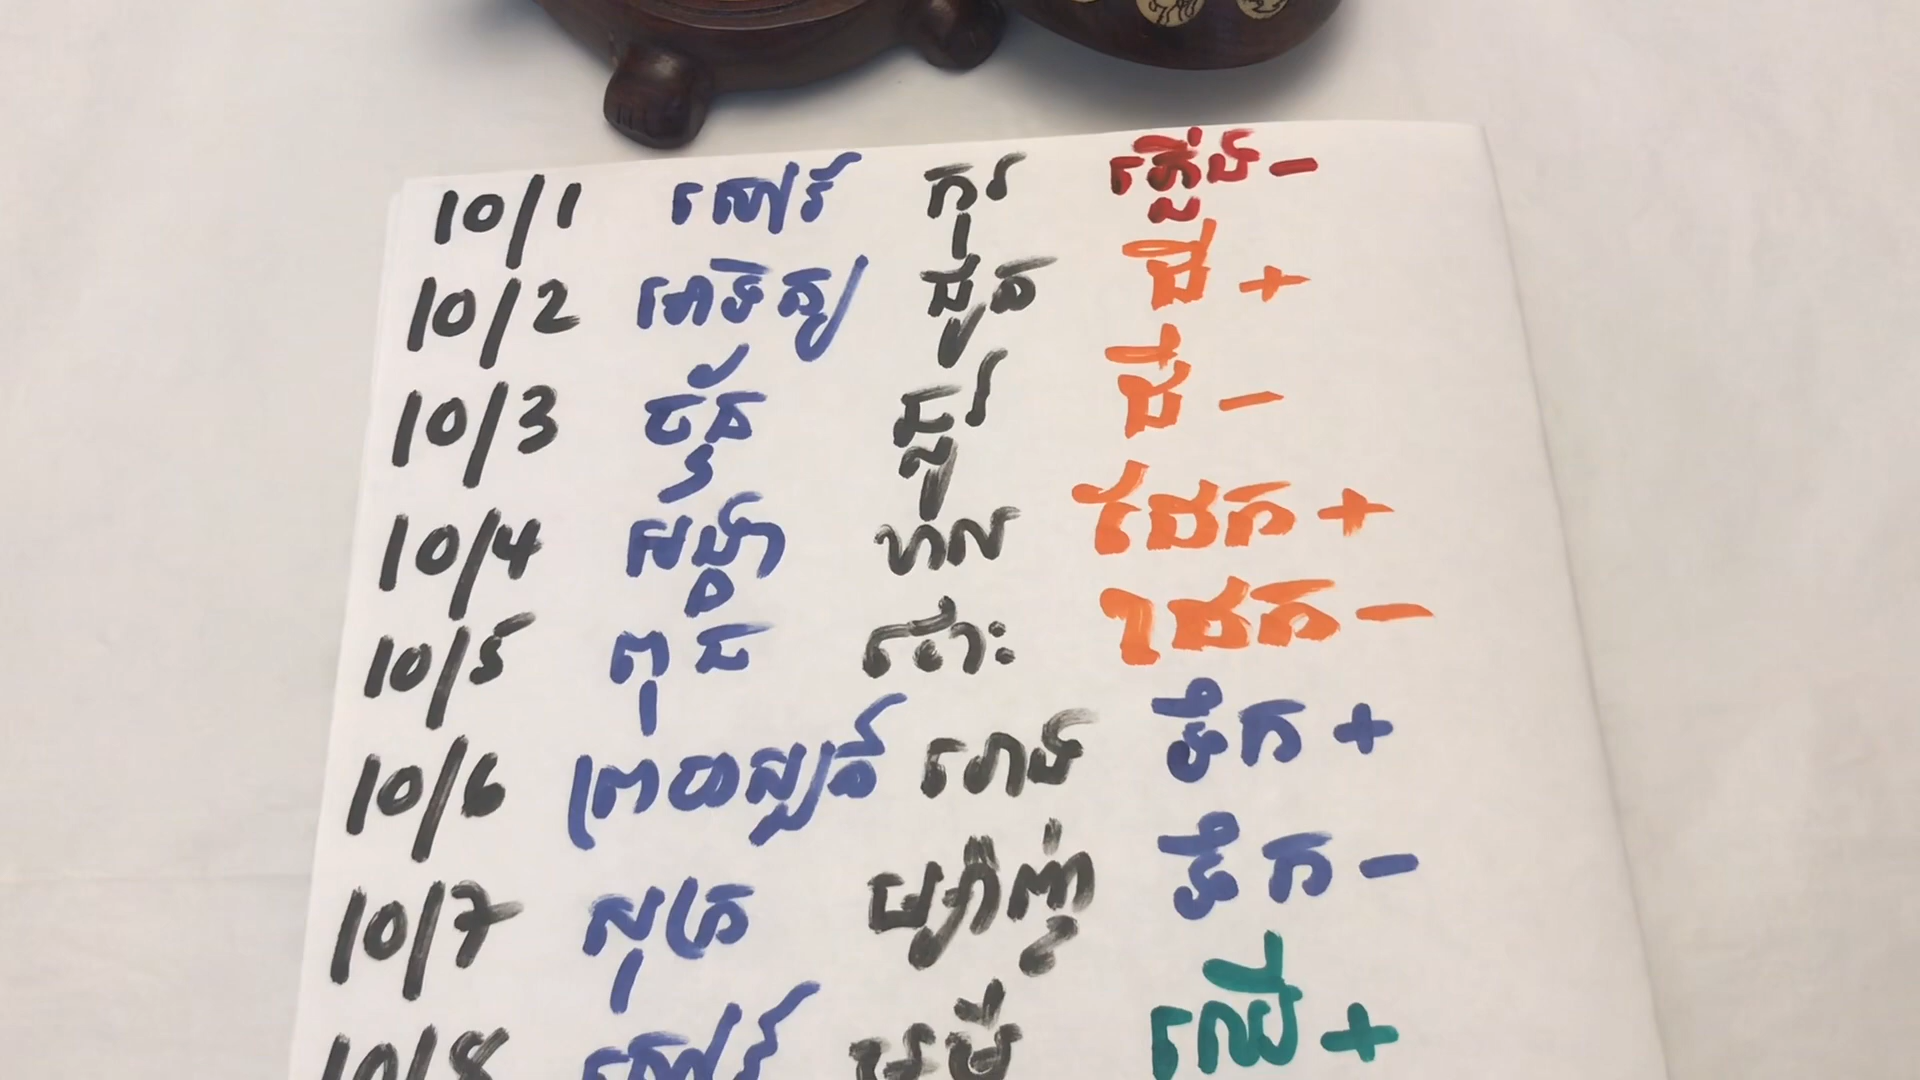 10/1 សៅរ៍ កុរ ភ្លើង -
10/2 អាទិត្យ ជូត ដី +
10/3 ច័ន្ទ ឆ្លូវ ដី -
10/4 អង្គារ ខាល ដែក +
10/5 ពុធ ថោះ ដែក -
10/6 ព្រហស្បតិ៍ រោង ទឹក +
10/7 សុក្រ ម្សាញ់ ទឹក -
10/8 សៅរ៍ មមី ឈើ +